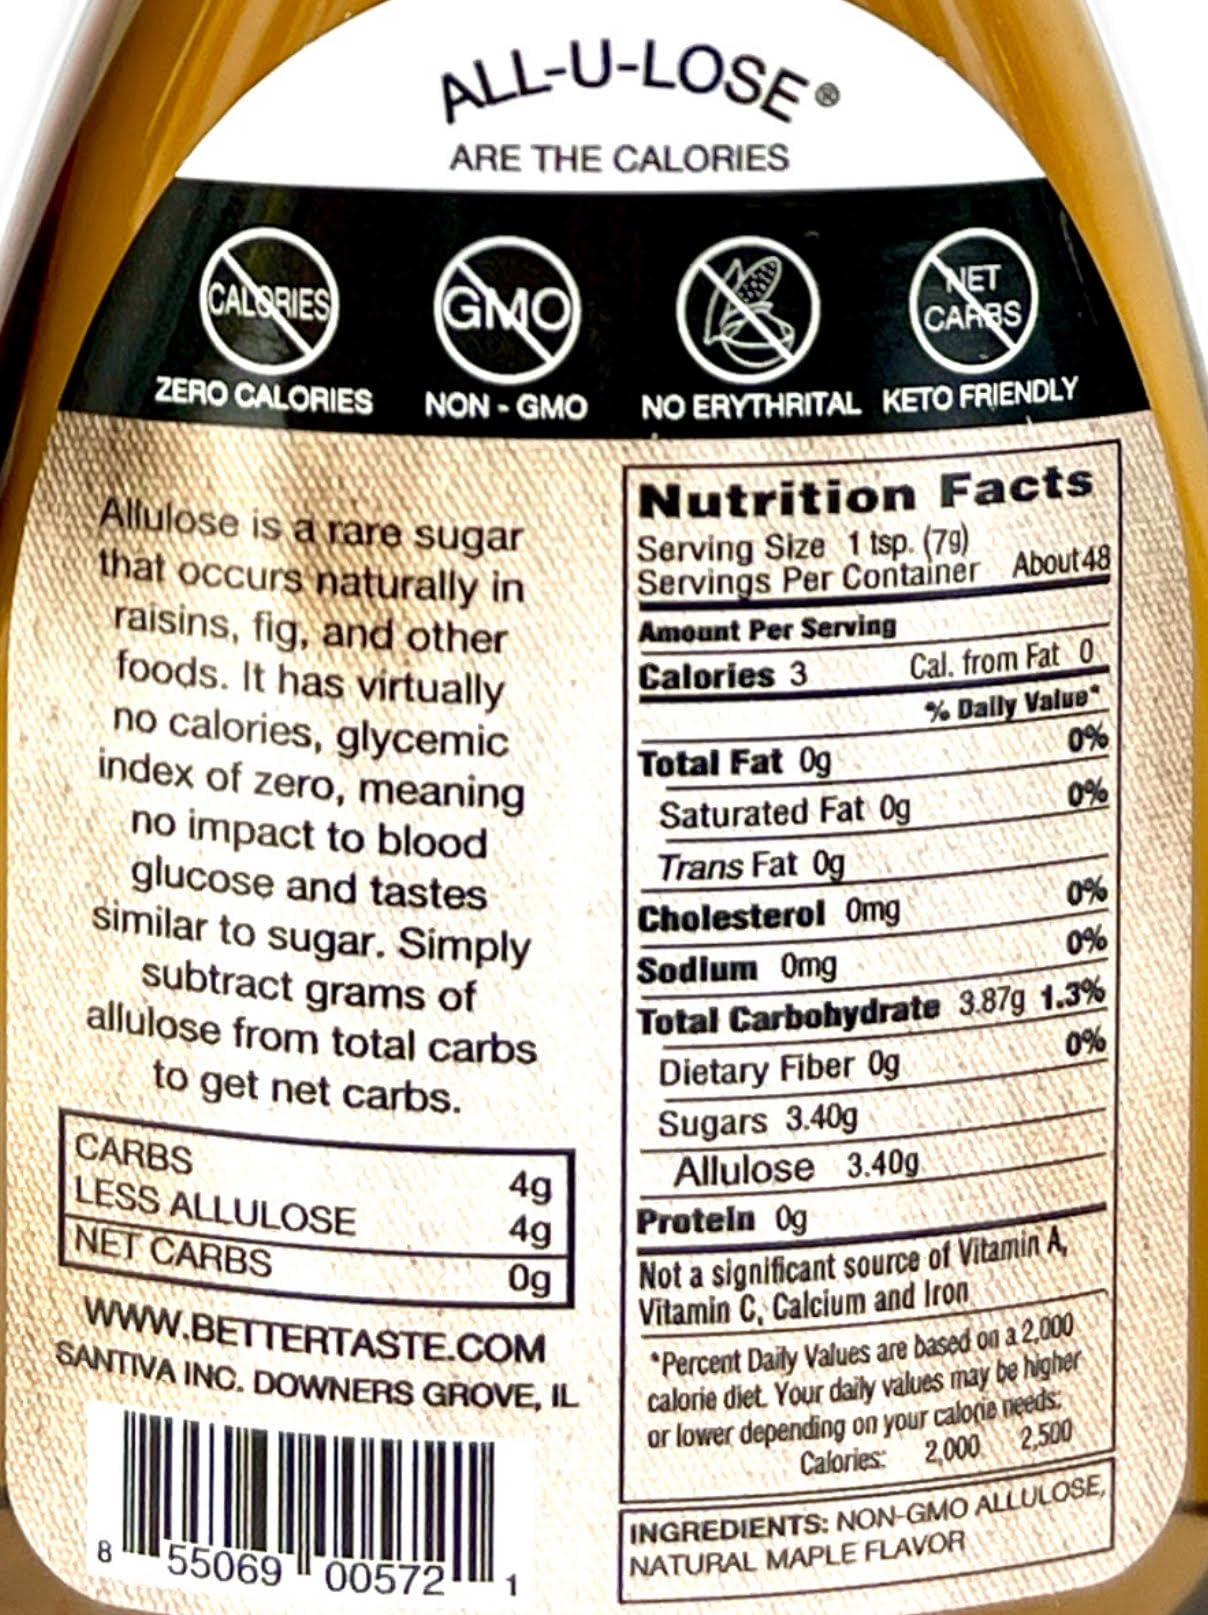 ALL-U-LOSE®
ARE THE CALORIES
CALORIES
GMO
NET
CARBS
ZERO CALORIES
NON - GMO
NO ERYTHRITAL
KETO FRIENDLY
Allulose is a rare sugar
that occurs naturally in
raisins, fig, and other
foods. It has virtually
no calories, glycemic
index of zero, meaning
no impact to blood
glucose and tastes
similar to sugar. Simply
subtract grams of
allulose from total carbs
to get net carbs.
CARBS 4g
LESS ALLULOSE 4g
NET CARBS 0g
WWW.BETTERTASTE.COM
SANTIVA INC. DOWNERS GROVE, IL
8 55069 00572 1
Nutrition Facts
Serving Size 1 tsp. (7g)
Servings Per Container About 48
Amount Per Serving
Calories 3 Cal. from Fat 0
% Daily Value*
Total Fat 0g 0%
Saturated Fat 0g 0%
Trans Fat 0g
Cholesterol 0mg 0%
Sodium 0mg 0%
Total Carbohydrate 3.87g 1.3%
Dietary Fiber 0g 0%
Sugars 3.40g
Allulose 3.40g
Protein 0g
Not a significant source of Vitamin A,
Vitamin C, Calcium and Iron
*Percent Daily Values are based on a 2,000
calorie diet. Your daily values may be higher
or lower depending on your calorie needs:
Calories: 2,000 2,500
INGREDIENTS: NON-GMO ALLULOSE,
NATURAL MAPLE FLAVOR